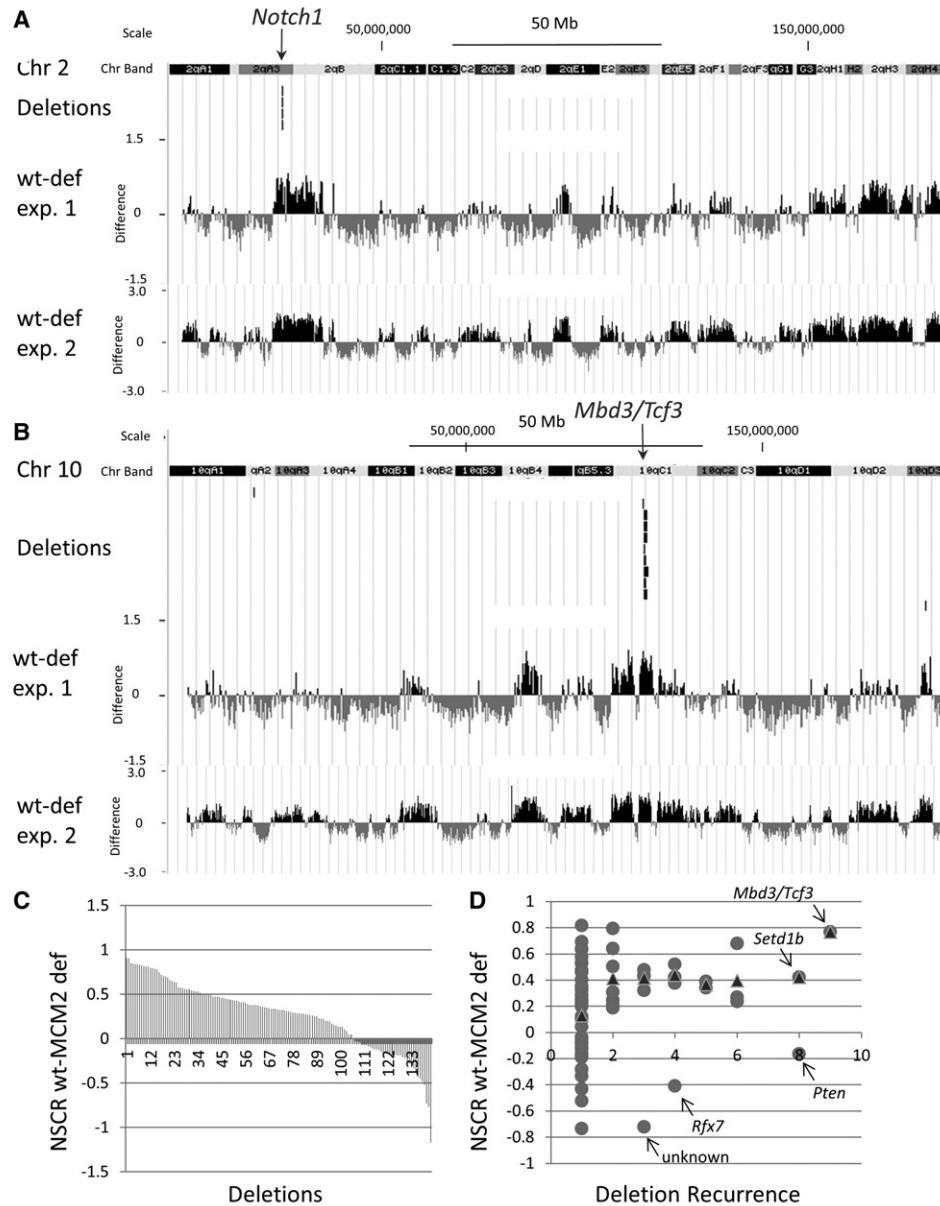 A
Notch1
Scale
50,000,000
50 Mb
150,000,000
Chr 2
Chr Band
2qA1
2qA3
2qB
2qC1.1
C1.3
C2
2qC3
2qD
2qE1
E2
2qE3
2qE5
2qF1
2qF3
qG1
G3
2qH1
H2
2qH3
2qH4
Deletions
1.5
wt-def
exp. 1
Difference
0
-1.5
3.0
wt-def
exp. 2
Difference
0
-3.0
B
Mbd3/Tcf3
Scale
50,000,000
50 Mb
150,000,000
Chr 10
Chr Band
10qA1
qA2
10qA3
10qA4
10qB1
10qB2
10qB3
10qB4
qB5.3
10qC1
10qC2
C3
10qD1
10qD2
10qD3
Deletions
1.5
wt-def
exp. 1
Difference
0
-1.5
3.0
wt-def
exp. 2
Difference
0
-3.0
C
NSCR wt-MCM2 def
1.5
1
0.5
0
-0.5
-1
-1.5
1
12
23
34
45
56
67
78
89
100
111
122
133
Deletions
D
NSCR wt-MCM2 def
1
0.8
0.6
0.4
0.2
0
-0.2
-0.4
-0.6
-0.8
-1
0
2
4
6
8
10
Mbd3/Tcf3
Setd1b
Pten
Rfx7
unknown
Deletion Recurrence